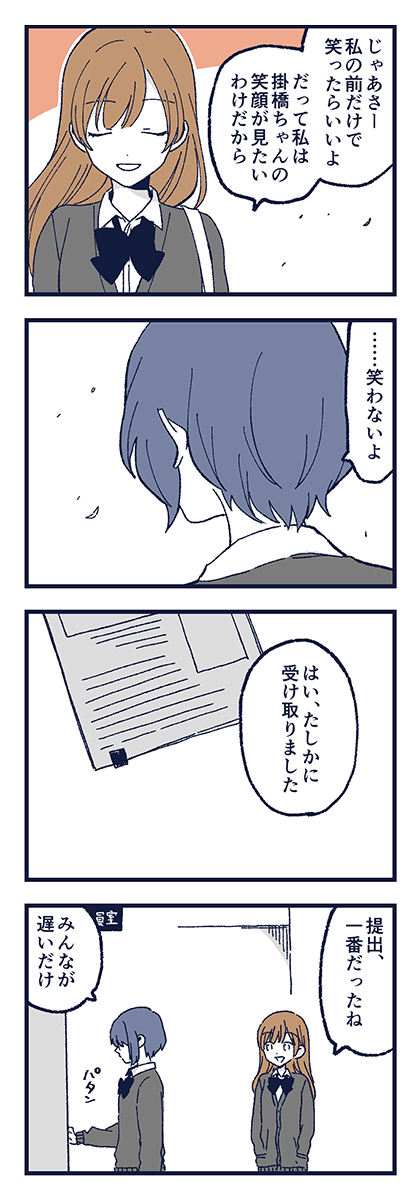 じゃあさー
私の前だけで
笑ったらいいよ
だって私は
掛橋ちゃんの
笑顔が見たい
わけだから
……笑わないよ
はい、たしかに
受け取りました
提出、
一番だったね
員室
パタン
みんなが
遅いだけ